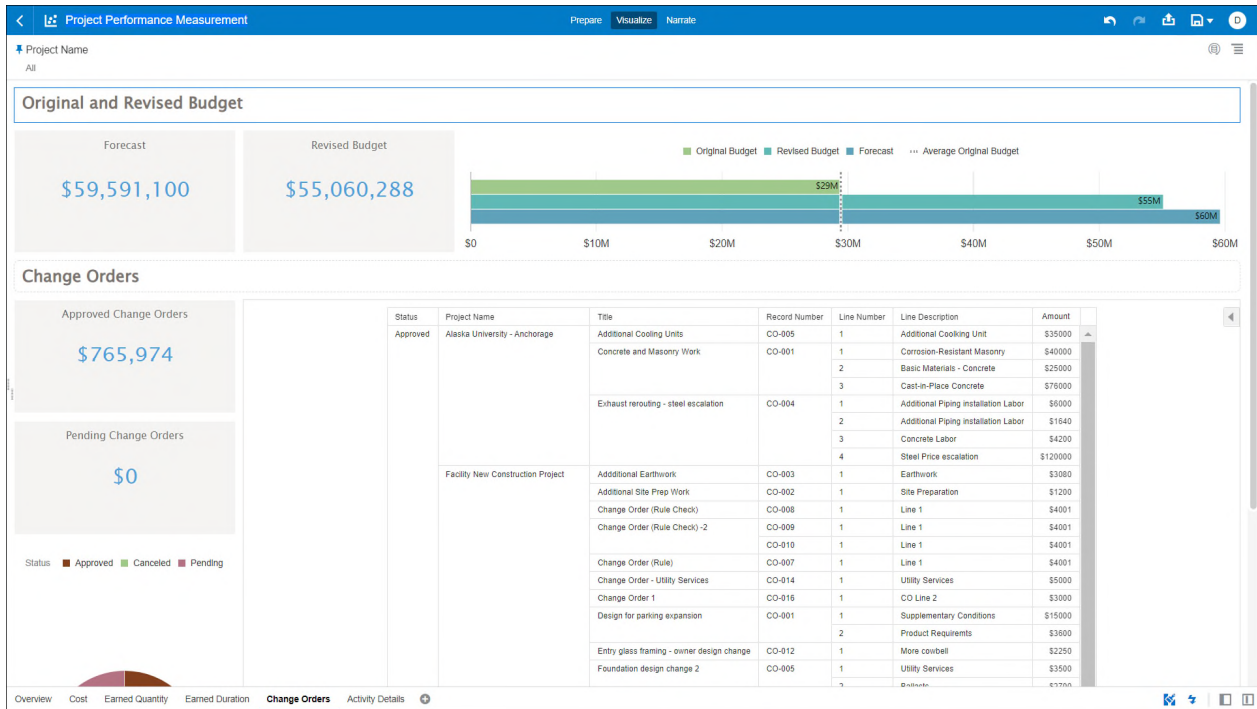 Project Performance Measurement
Prepare Visualize Narrate
D
Project Name
All
Original and Revised Budget
Forecast
$59,591,100
Revised Budget
$55,060,288
Original Budget Revised Budget Forecast Average Original Budget
$29M
$55M
$60M
$0 $10M $20M $30M $40M $50M $60M
Change Orders
Approved Change Orders
$765,974
Pending Change Orders
$0
Status Approved Canceled Pending
Status Project Name Title Record Number Line Number Line Description Amount
Approved Alaska University - Anchorage Additional Cooling Units CO-005 1 Additional Coolking Unit $35000
Concrete and Masonry Work CO-001 1 Corrosion-Resistant Masonry $40000
2 Basic Materials - Concrete $25000
3 Cast-in-Place Concrete $76000
Exhaust rerouting - steel escalation CO-004 1 Additional Piping installation Labor $6000
2 Additional Piping installation Labor $1640
3 Concrete Labor $4200
4 Steel Price escalation $120000
Facility New Construction Project Addditional Earthwork CO-003 1 Earthwork $3080
Additional Site Prep Work CO-002 1 Site Preparation $1200
Change Order (Rule Check) CO-008 1 Line 1 $4001
Change Order (Rule Check) -2 CO-009 1 Line 1 $4001
CO-010 1 Line 1 $4001
Change Order (Rule) CO-007 1 Line 1 $4001
Change Order - Utility Services CO-014 1 Utility Services $5000
Change Order 1 CO-016 1 CO Line 2 $3000
Design for parking expansion CO-001 1 Supplementary Conditions $15000
2 Product Requiremts $3600
Entry glass framing - owner design change CO-012 1 More cowbell $2250
Foundation design change 2 CO-005 1 Utility Services $3500
Overview Cost Earned Quantity Earned Duration Change Orders Activity Details